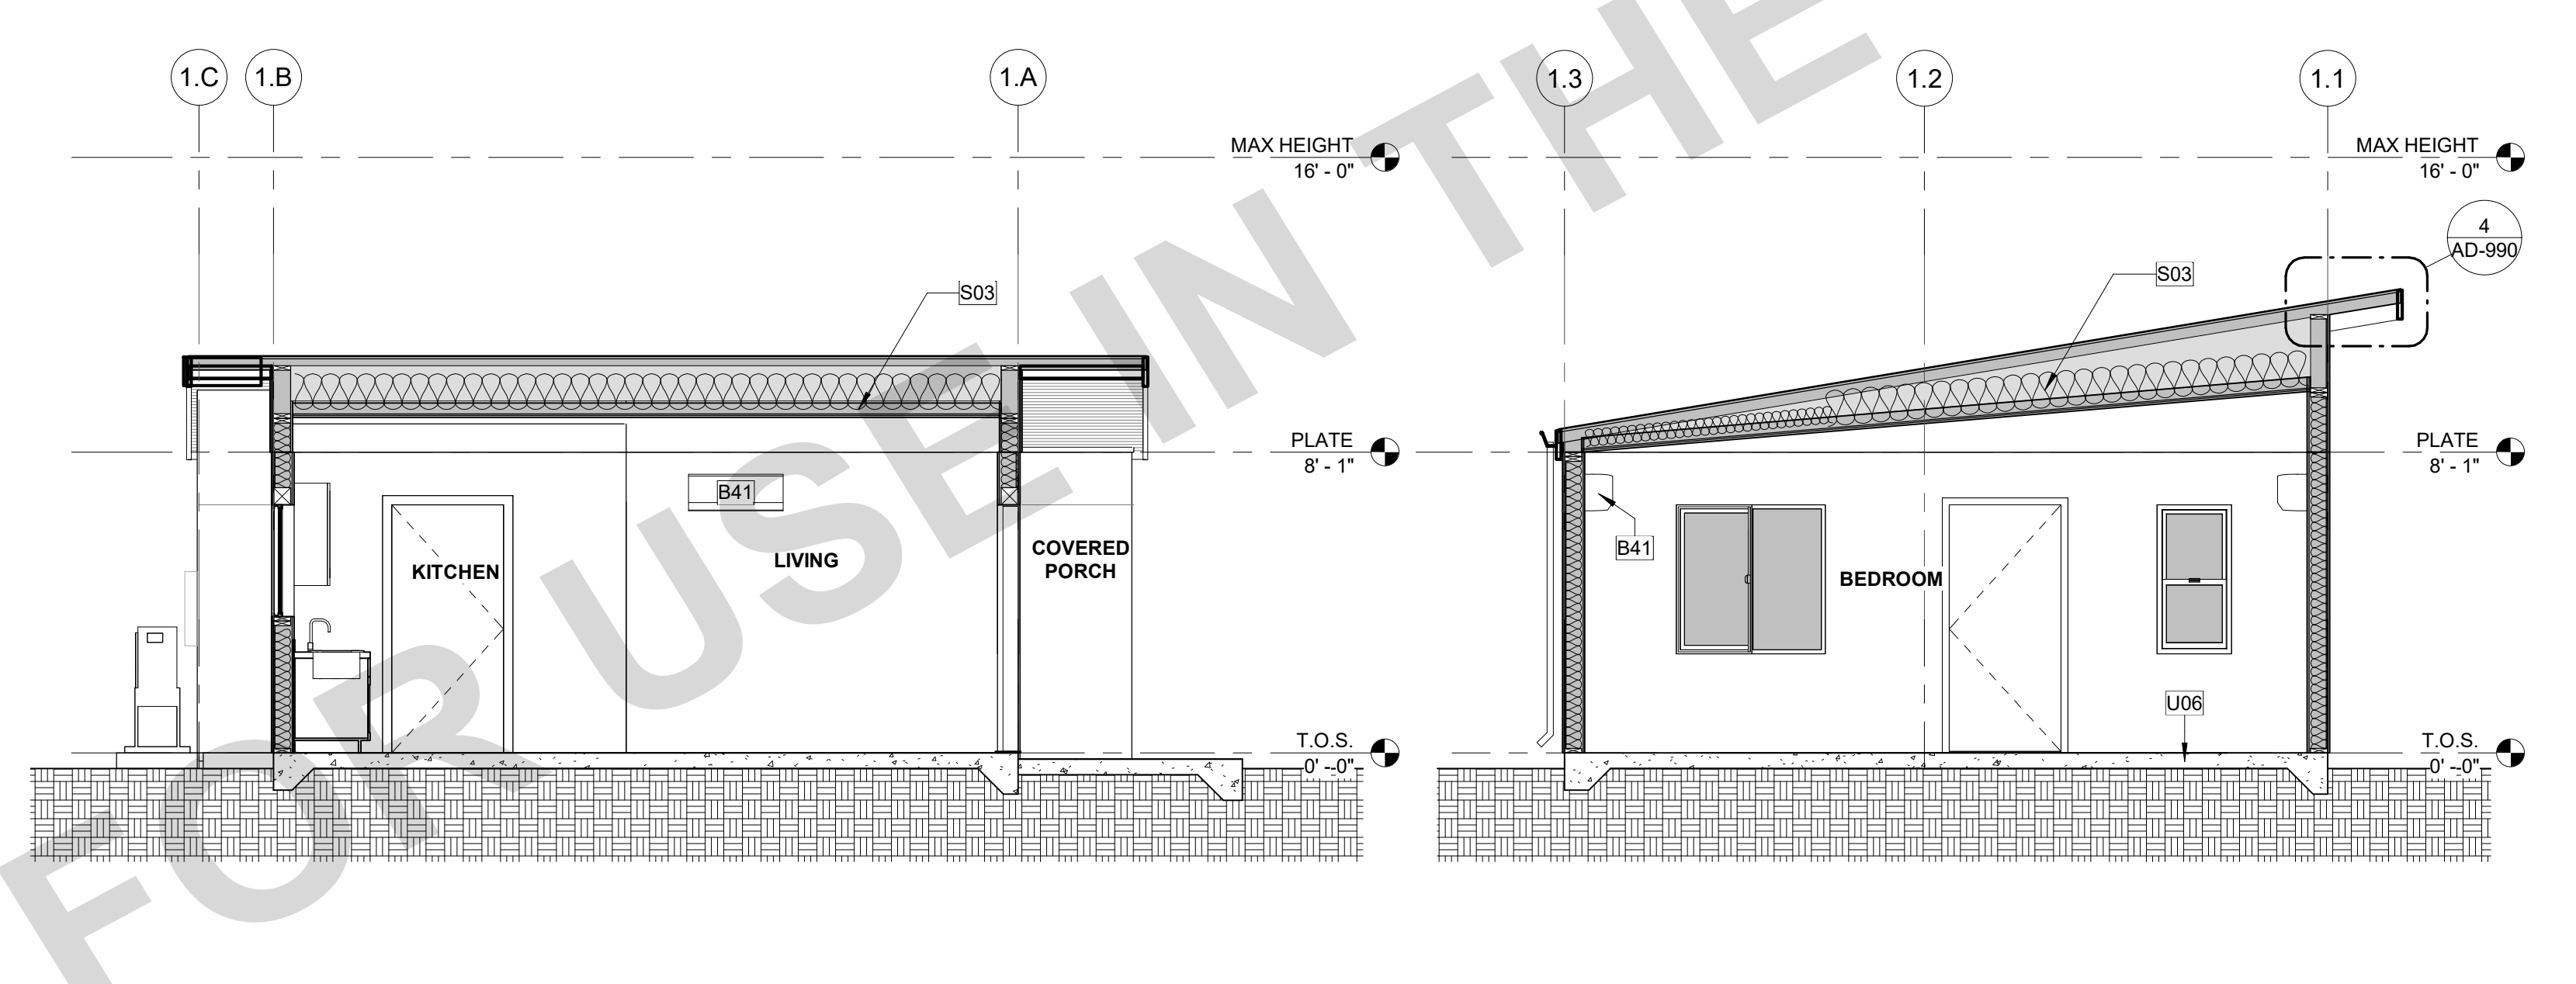 FOR USE IN THE
1.C
1.B
1.A
MAX HEIGHT
16' - 0"
S03
PLATE
8' - 1"
B41
KITCHEN
LIVING
COVERED
PORCH
T.O.S.
0' - 0"
1.3
1.2
1.1
MAX HEIGHT
16' - 0"
4
AD-990
S03
PLATE
8' - 1"
B41
BEDROOM
U06
T.O.S.
0' - 0"